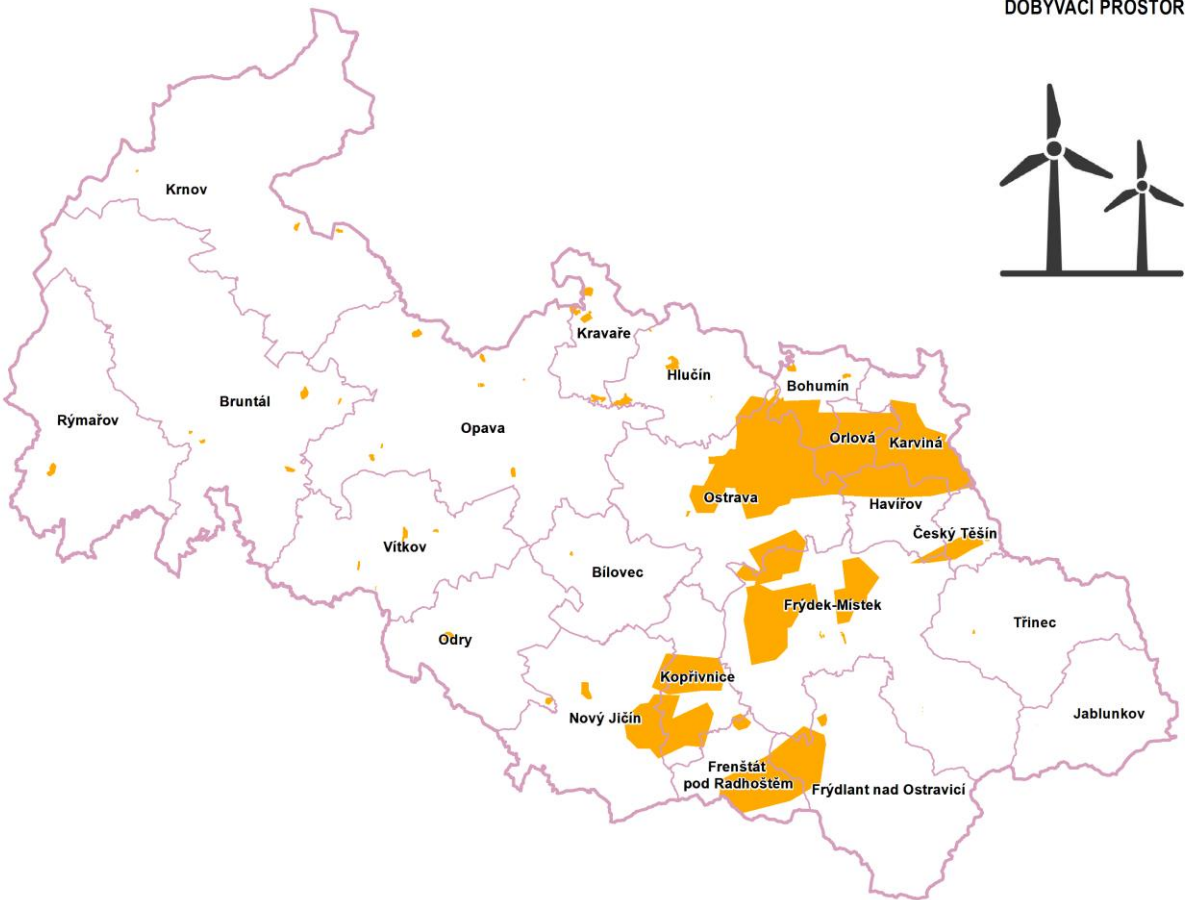 DOBÝVACÍ PROSTOR
Krnov
Kravaře
Hlučín
Bohumín
Bruntál
Rýmařov
Opava
Orlová
Karviná
Ostrava
Havířov
Český Těšín
Vítkov
Bílovec
Frýdek-Místek
Třinec
Odry
Kopřivnice
Nový Jičín
Jablunkov
Frenštát
pod Radhoštěm
Frýdlant nad Ostravicí